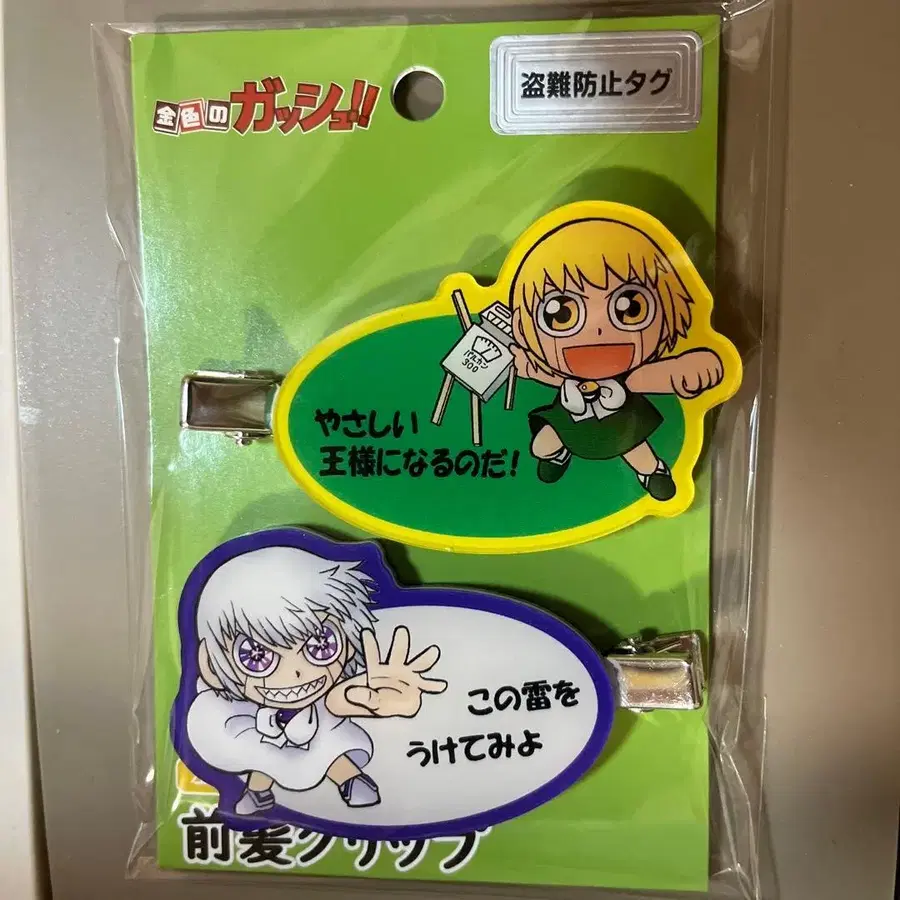 金色のガッシュ!!
盗難防止タグ
バルカン
300
やさしい
王様になるのだ!
この雷を
うけてみよ
前髪クリップ